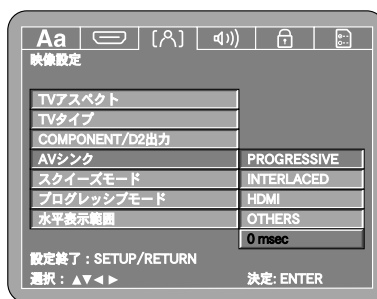 Aa
映像設定
TVアスペクト
TVタイプ
COMPONENT/D2出力
AVシンク PROGRESSIVE
スクイーズモード INTERLACED
プログレッシブモード HDMI
水平表示範囲 OTHERS
0 msec
設定終了 : SETUP/RETURN
選択 : ▲▼◀ ▶ 決定: ENTER